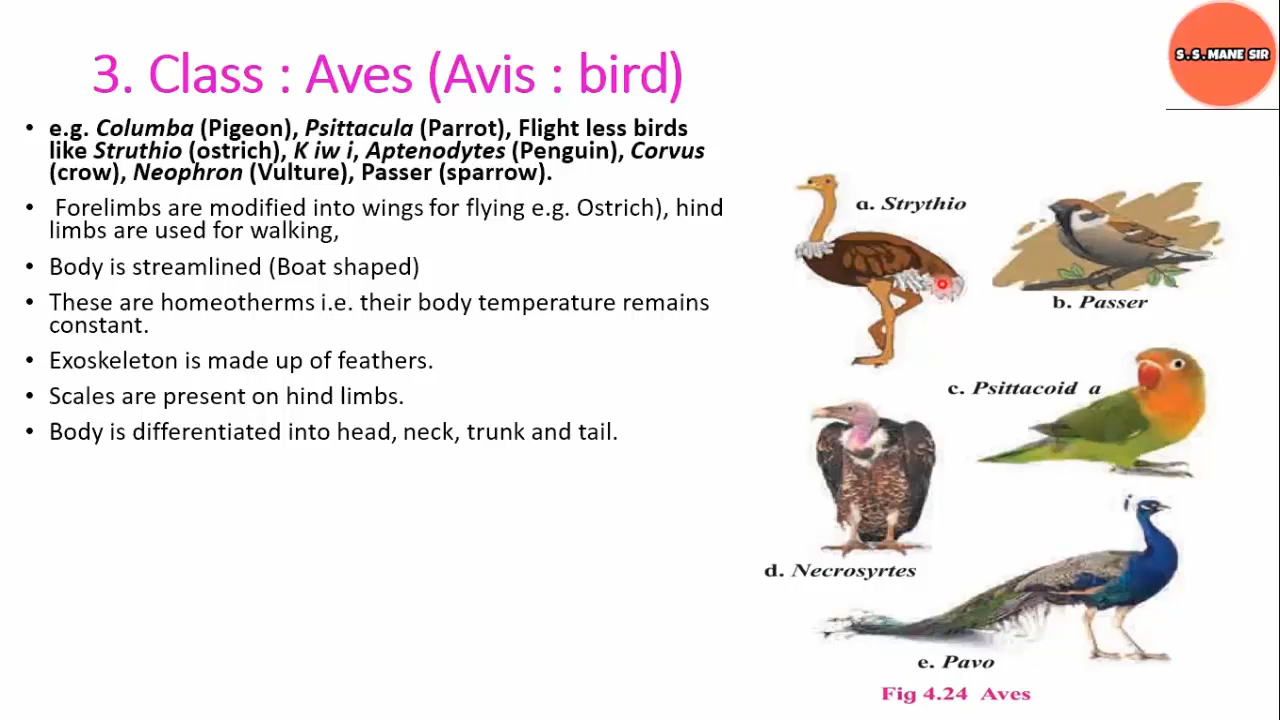 3. Class : Aves (Avis : bird)
S.S.MANE SIR
• e.g. Columba (Pigeon), Psittacula (Parrot), Flight less birds
like Struthio (ostrich), K iw i, Aptenodytes (Penguin), Corvus
(crow), Neophron (Vulture), Passer (sparrow).
• Forelimbs are modified into wings for flying e.g. Ostrich), hind
limbs are used for walking,
• Body is streamlined (Boat shaped)
• These are homeotherms i.e. their body temperature remains
constant.
• Exoskeleton is made up of feathers.
• Scales are present on hind limbs.
• Body is differentiated into head, neck, trunk and tail.
a. Strythio
b. Passer
c. Psittacoid a
d. Necrosyrtes
e. Pavo
Fig 4.24 Aves